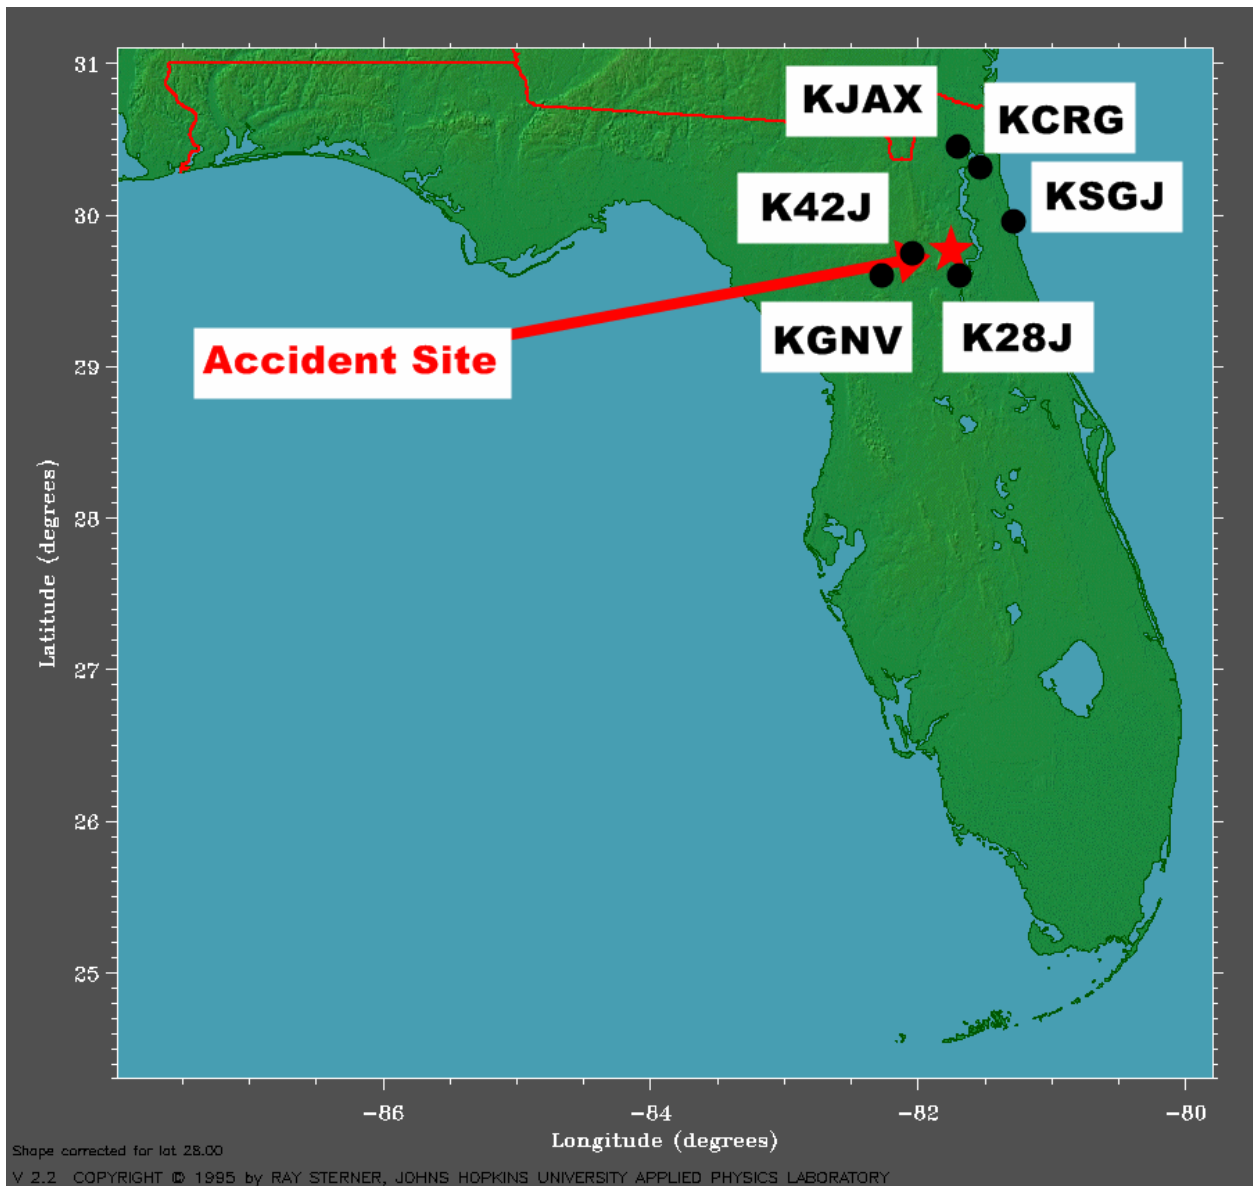 31
KJAX
KCRG
K42J
KSGJ
30
KGNV
K28J
Accident Site
29
28
27
26
25
Latitude (degrees)
-86
-84
-82
-80
Longitude (degrees)
Shape corrected for lat 28.00
V 2.2 COPYRIGHT © 1995 by RAY STERNER, JOHNS HOPKINS UNIVERSITY APPLIED PHYSICS LABORATORY